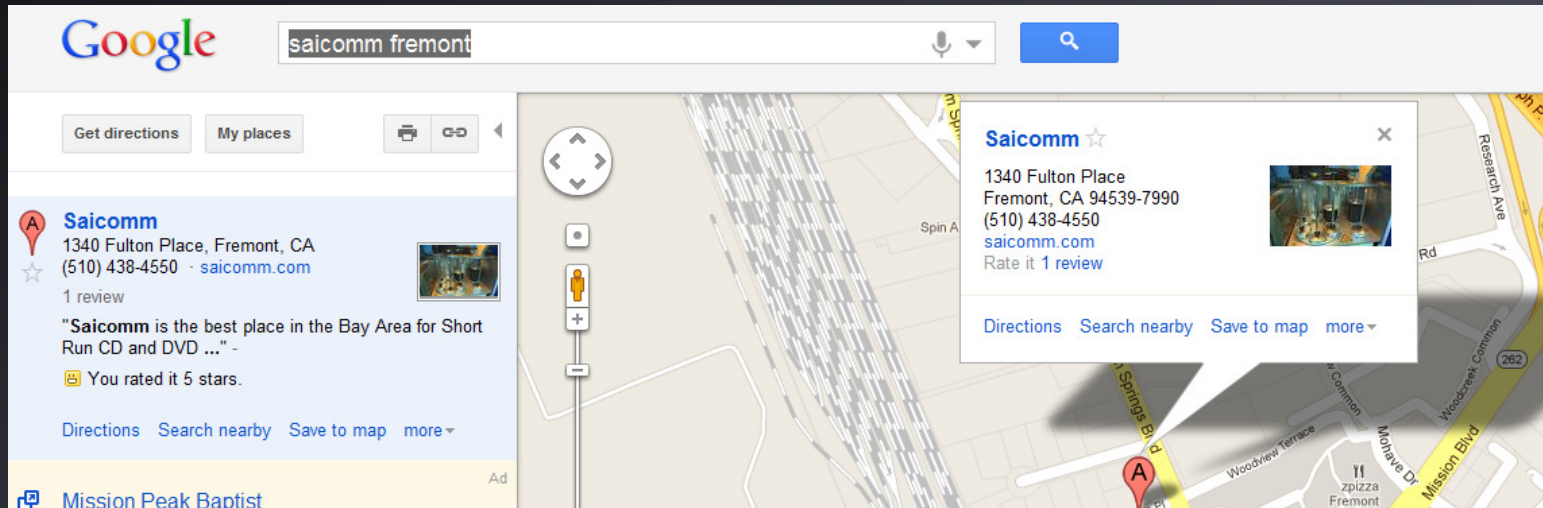 Google
saicomm fremont
Get directions
My places
A
Saicomm
1340 Fulton Place, Fremont, CA
(510) 438-4550 · saicomm.com
1 review
"Saicomm is the best place in the Bay Area for Short
Run CD and DVD ..." -
You rated it 5 stars.
Directions Search nearby Save to map more
Ad
Mission Peak Baptist
Saicomm
1340 Fulton Place
Fremont, CA 94539-7990
(510) 438-4550
saicomm.com
Rate it 1 review
Directions Search nearby Save to map more
Research Ave
Spin A
Rd
262
Springs Blvd
Common
Woodcreek Common
Woodview Terrace
Mohave Dr
Mission Blvd
A
zpizza
Fremont
Pl